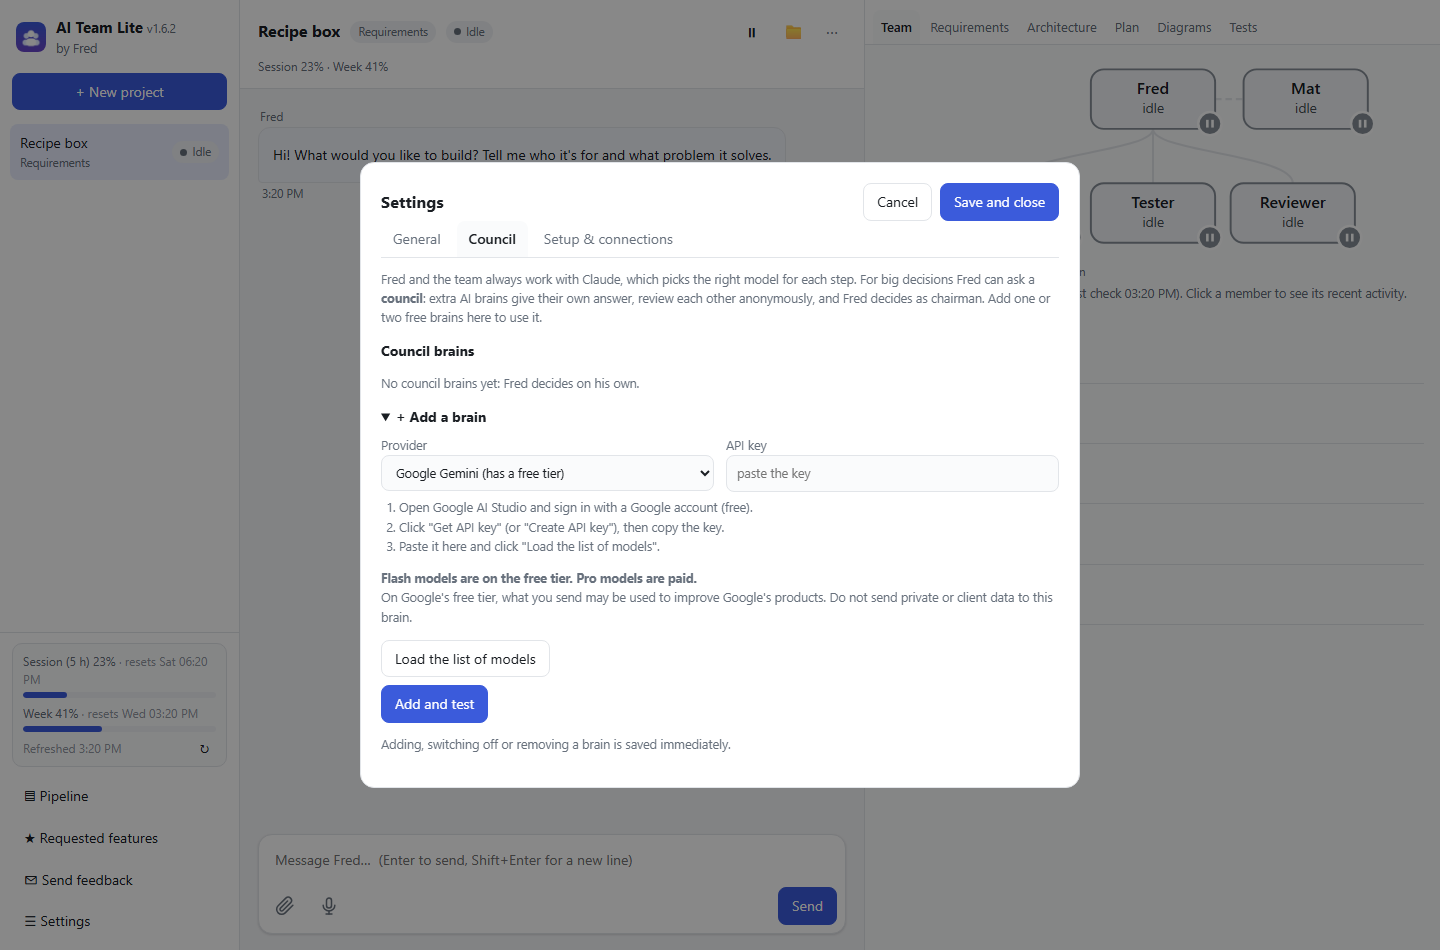 AI Team Lite v1.6.2
by Fred
+ New project
Recipe box
Requirements
Idle
Session (5 h) 23% · resets Sat 06:20
PM
Week 41% · resets Wed 03:20 PM
Refreshed 3:20 PM
Pipeline
Requested features
Send feedback
Settings
Recipe box
Requirements
Idle
Session 23% · Week 41%
Fred
Hi! What would you like to build? Tell me who it's for and what problem it solves.
3:20 PM
Settings
Cancel
Save and close
General
Council
Setup & connections
Fred and the team always work with Claude, which picks the right model for each step. For big decisions Fred can ask a
council: extra AI brains give their own answer, review each other anonymously, and Fred decides as chairman. Add one or
two free brains here to use it.
Council brains
No council brains yet: Fred decides on his own.
+ Add a brain
Provider
API key
Google Gemini (has a free tier)
paste the key
1. Open Google AI Studio and sign in with a Google account (free).
2. Click "Get API key" (or "Create API key"), then copy the key.
3. Paste it here and click "Load the list of models".
Flash models are on the free tier. Pro models are paid.
On Google's free tier, what you send may be used to improve Google's products. Do not send private or client data to this
brain.
Load the list of models
Add and test
Adding, switching off or removing a brain is saved immediately.
Message Fred... (Enter to send, Shift+Enter for a new line)
Send
Team
Requirements
Architecture
Plan
Diagrams
Tests
Fred
idle
Mat
idle
Tester
idle
Reviewer
idle
check 03:20 PM). Click a member to see its recent activity.